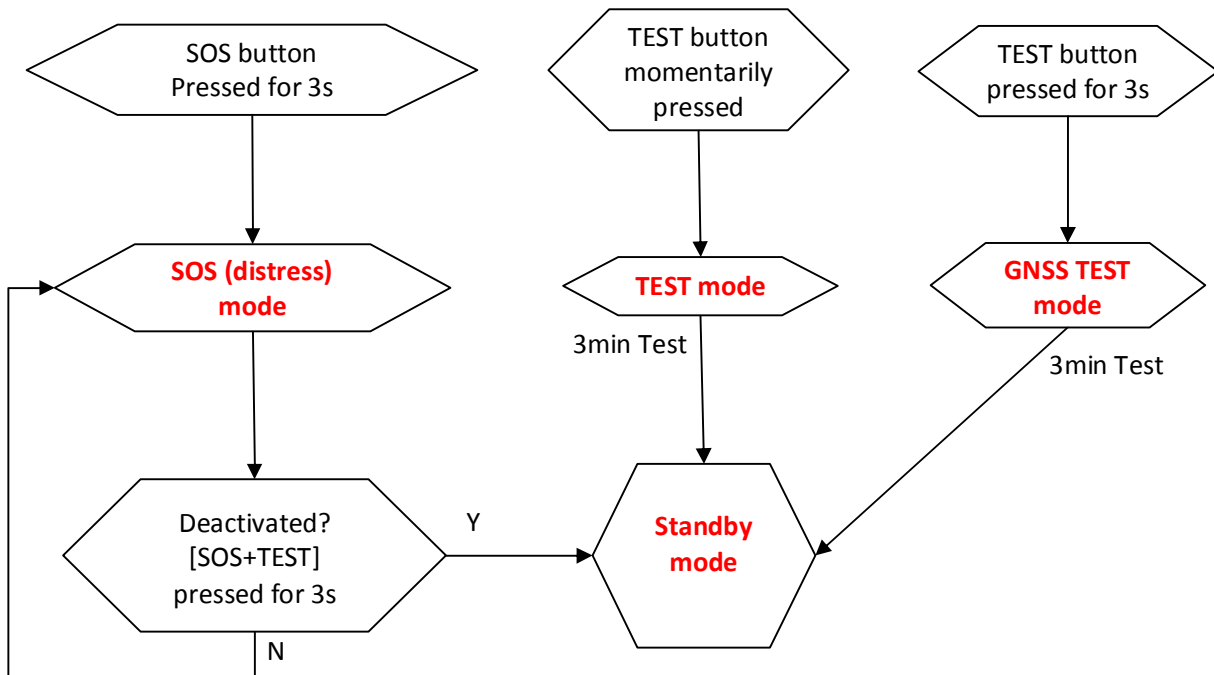 SOS button
Pressed for 3s
TEST button
momentarily
pressed
TEST button
pressed for 3s
SOS (distress)
mode
TEST mode
GNSS TEST
mode
3min Test
3min Test
Deactivated?
[SOS+TEST]
pressed for 3s
Y
Standby
mode
N